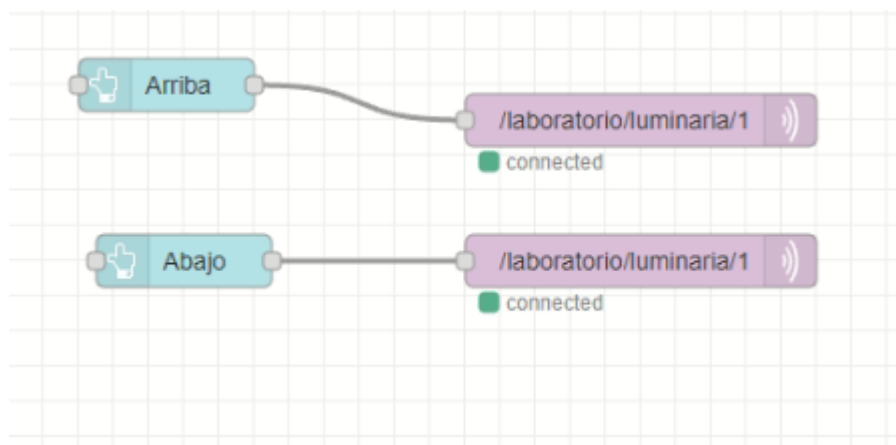 Arriba
/laboratorio/luminaria/1
connected
Abajo
/laboratorio/luminaria/1
connected